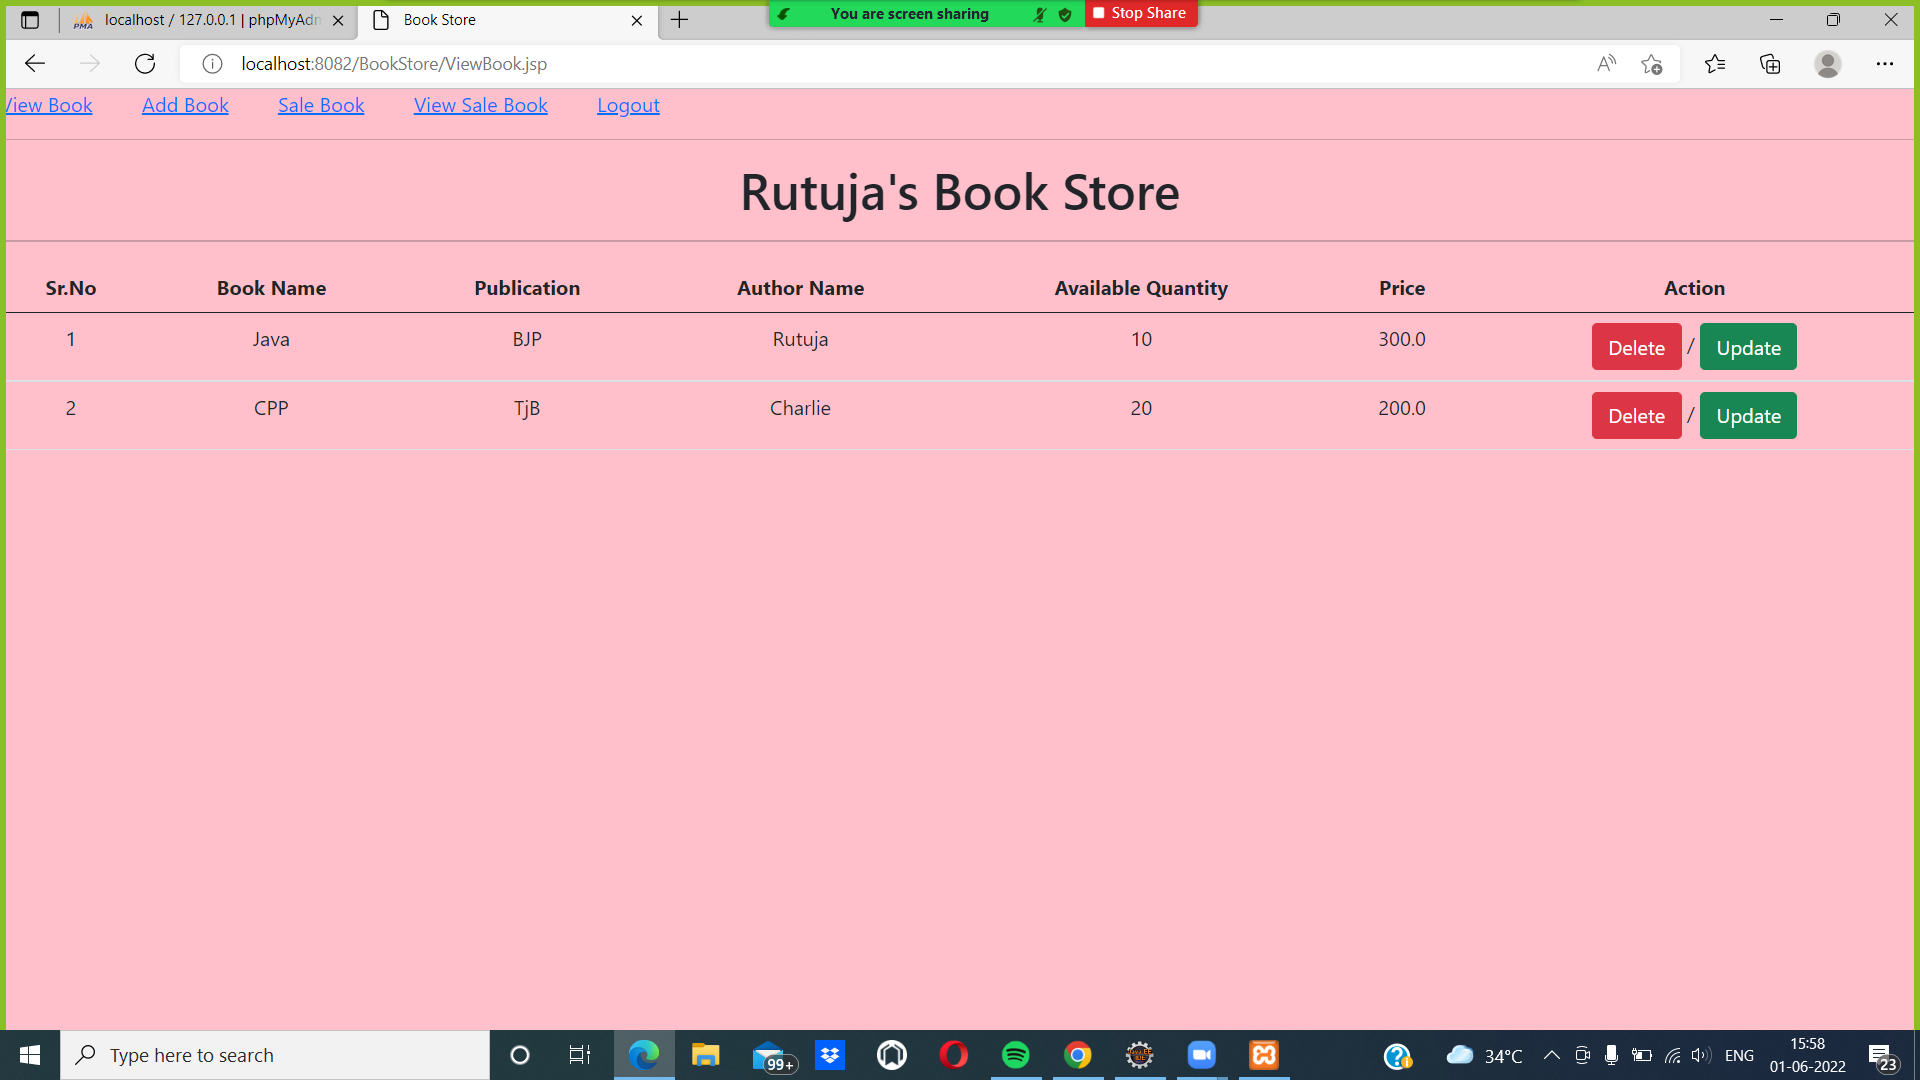 PMA localhost / 127.0.0.1 | phpMyAdn
Book Store
You are screen sharing
Stop Share
localhost:8082/BookStore/ViewBook.jsp
View Book Add Book Sale Book View Sale Book Logout
Rutuja's Book Store
Sr.No Book Name Publication Author Name Available Quantity Price Action
1 Java BJP Rutuja 10 300.0 Delete / Update
2 CPP TjB Charlie 20 200.0 Delete / Update
Type here to search
99+
34°C
ENG
15:58
01-06-2022
23